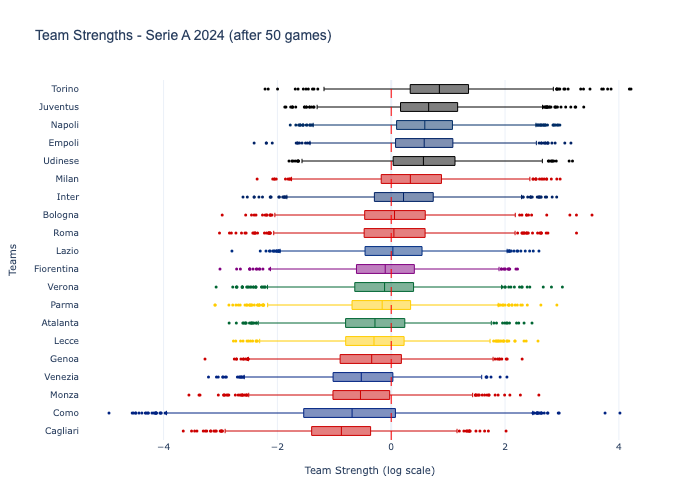 Team Strengths - Serie A 2024 (after 50 games)
Torino
Juventus
Napoli
Empoli
Udinese
Milan
Inter
Bologna
Roma
Lazio
Fiorentina
Verona
Parma
Atalanta
Lecce
Genoa
Venezia
Monza
Como
Cagliari
Teams
−4 −2 0 2 4
Team Strength (log scale)